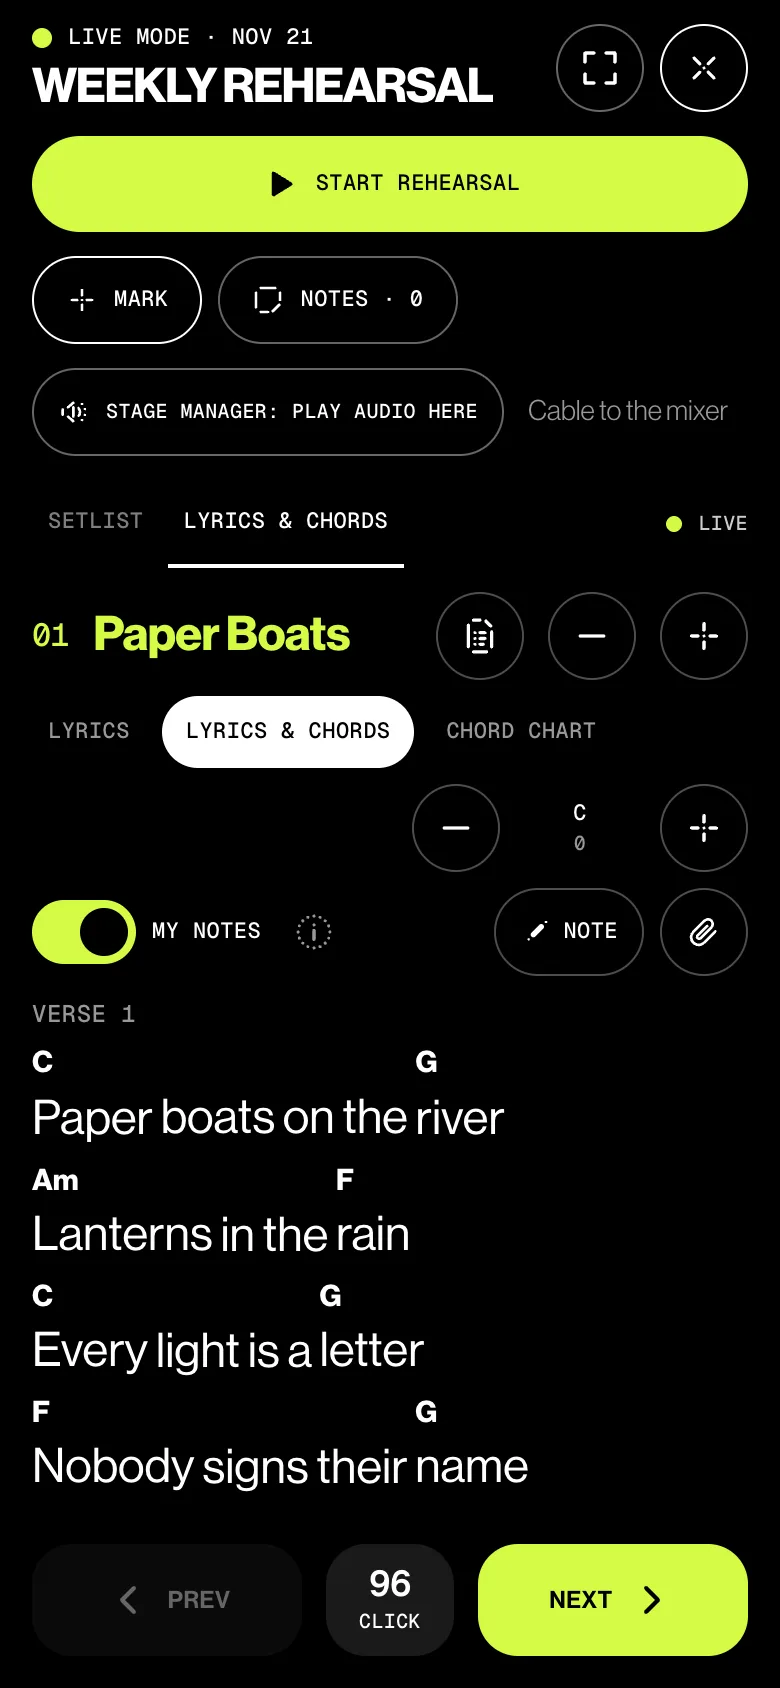 LIVE MODE · NOV 21
WEEKLY REHEARSAL
START REHEARSAL
MARK
NOTES · 0
STAGE MANAGER: PLAY AUDIO HERE
Cable to the mixer
SETLIST
LYRICS & CHORDS
LIVE
01 Paper Boats
LYRICS
LYRICS & CHORDS
CHORD CHART
C
0
MY NOTES
NOTE
VERSE 1
C G
Paper boats on the river
Am F
Lanterns in the rain
C G
Every light is a letter
F G
Nobody signs their name
PREV
96
CLICK
NEXT